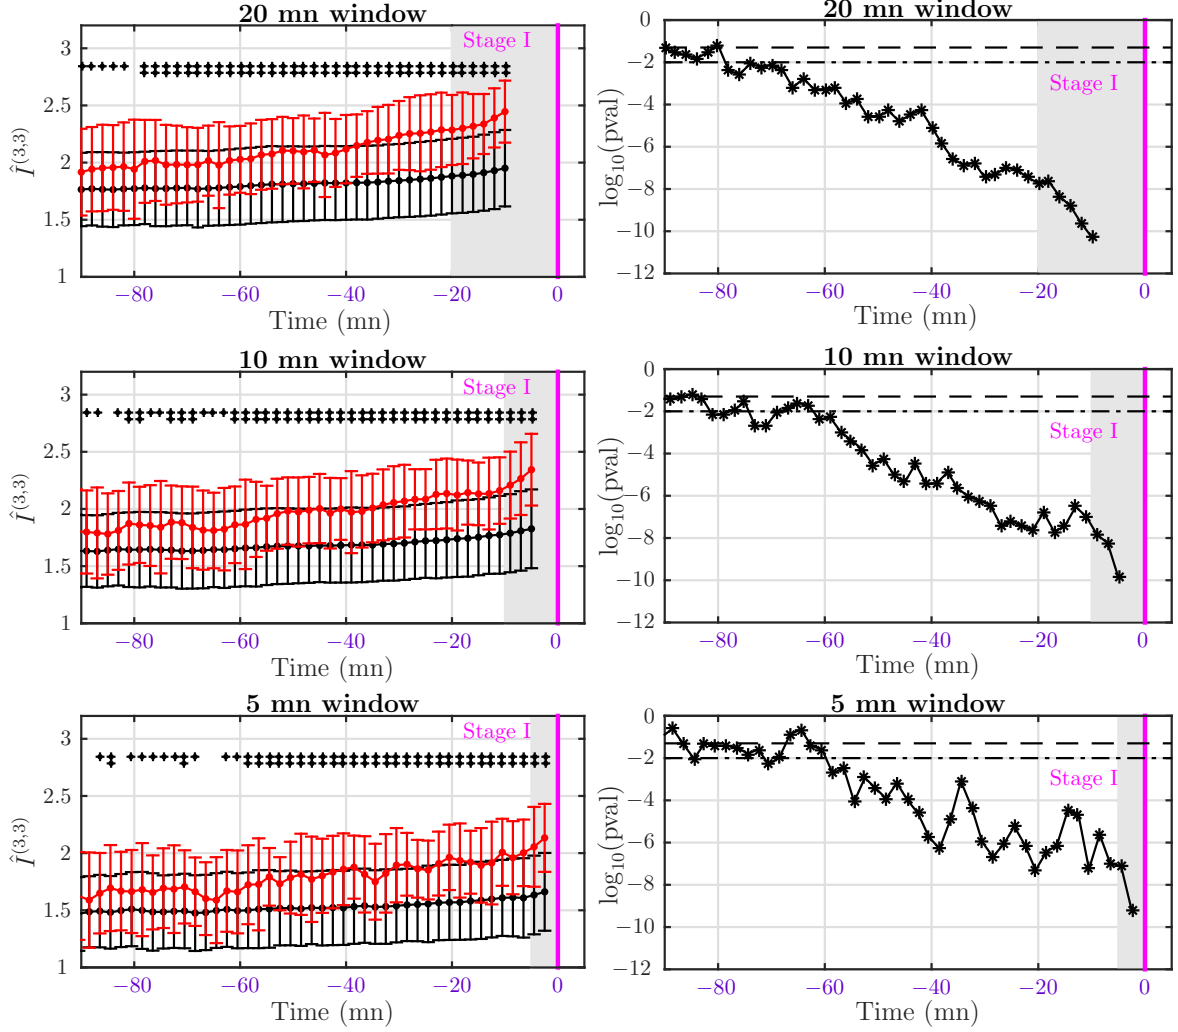 20 mn window
Stage I
3
2.5
2
1.5
1
Î^(3,3)
−80 −60 −40 −20 0
Time (mn)
20 mn window
Stage I
0
−2
−4
−6
−8
−10
−12
log₁₀(pval)
−80 −60 −40 −20 0
Time (mn)
10 mn window
Stage I
3
2.5
2
1.5
1
Î^(3,3)
−80 −60 −40 −20 0
Time (mn)
10 mn window
Stage I
0
−2
−4
−6
−8
−10
−12
log₁₀(pval)
−80 −60 −40 −20 0
Time (mn)
5 mn window
Stage I
3
2.5
2
1.5
1
Î^(3,3)
−80 −60 −40 −20 0
Time (mn)
5 mn window
Stage I
0
−2
−4
−6
−8
−10
−12
log₁₀(pval)
−80 −60 −40 −20 0
Time (mn)